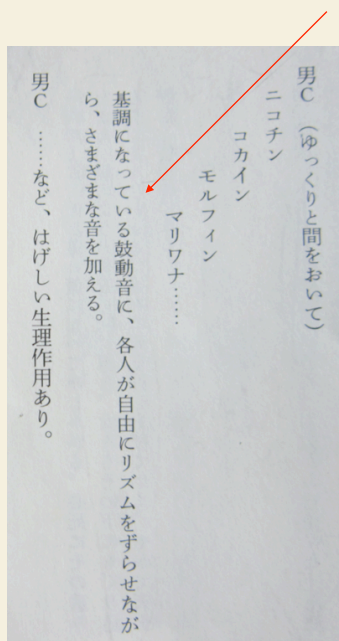 男C （ゆっくりと間をおいて）
ニコチン
コカイン
モルフィン
マリワナ……
基調になっている鼓動音に、各人が自由にリズムをずらせなが
ら、さまざまな音を加える。
男C ……など、はげしい生理作用あり。